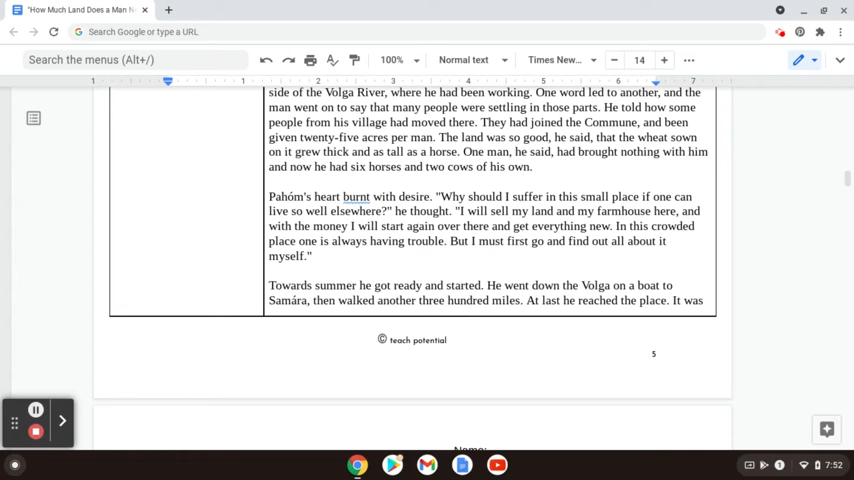 "How Much Land Does a Man N
Search Google or type a URL
Search the menus (Alt+/)
100%
Normal text
Times New...
14
1 1 2 3 4 5 6 7
side of the Volga River, where he had been working. One word led to another, and the
man went on to say that many people were settling in those parts. He told how some
people from his village had moved there. They had joined the Commune, and been
given twenty-five acres per man. The land was so good, he said, that the wheat sown
on it grew thick and as tall as a horse. One man, he said, had brought nothing with him
and now he had six horses and two cows of his own.
Pahóm's heart burnt with desire. "Why should I suffer in this small place if one can
live so well elsewhere?" he thought. "I will sell my land and my farmhouse here, and
with the money I will start again over there and get everything new. In this crowded
place one is always having trouble. But I must first go and find out all about it
myself."
Towards summer he got ready and started. He went down the Volga on a boat to
Samára, then walked another three hundred miles. At last he reached the place. It was
© teach potential
5
Name:
1
7:52